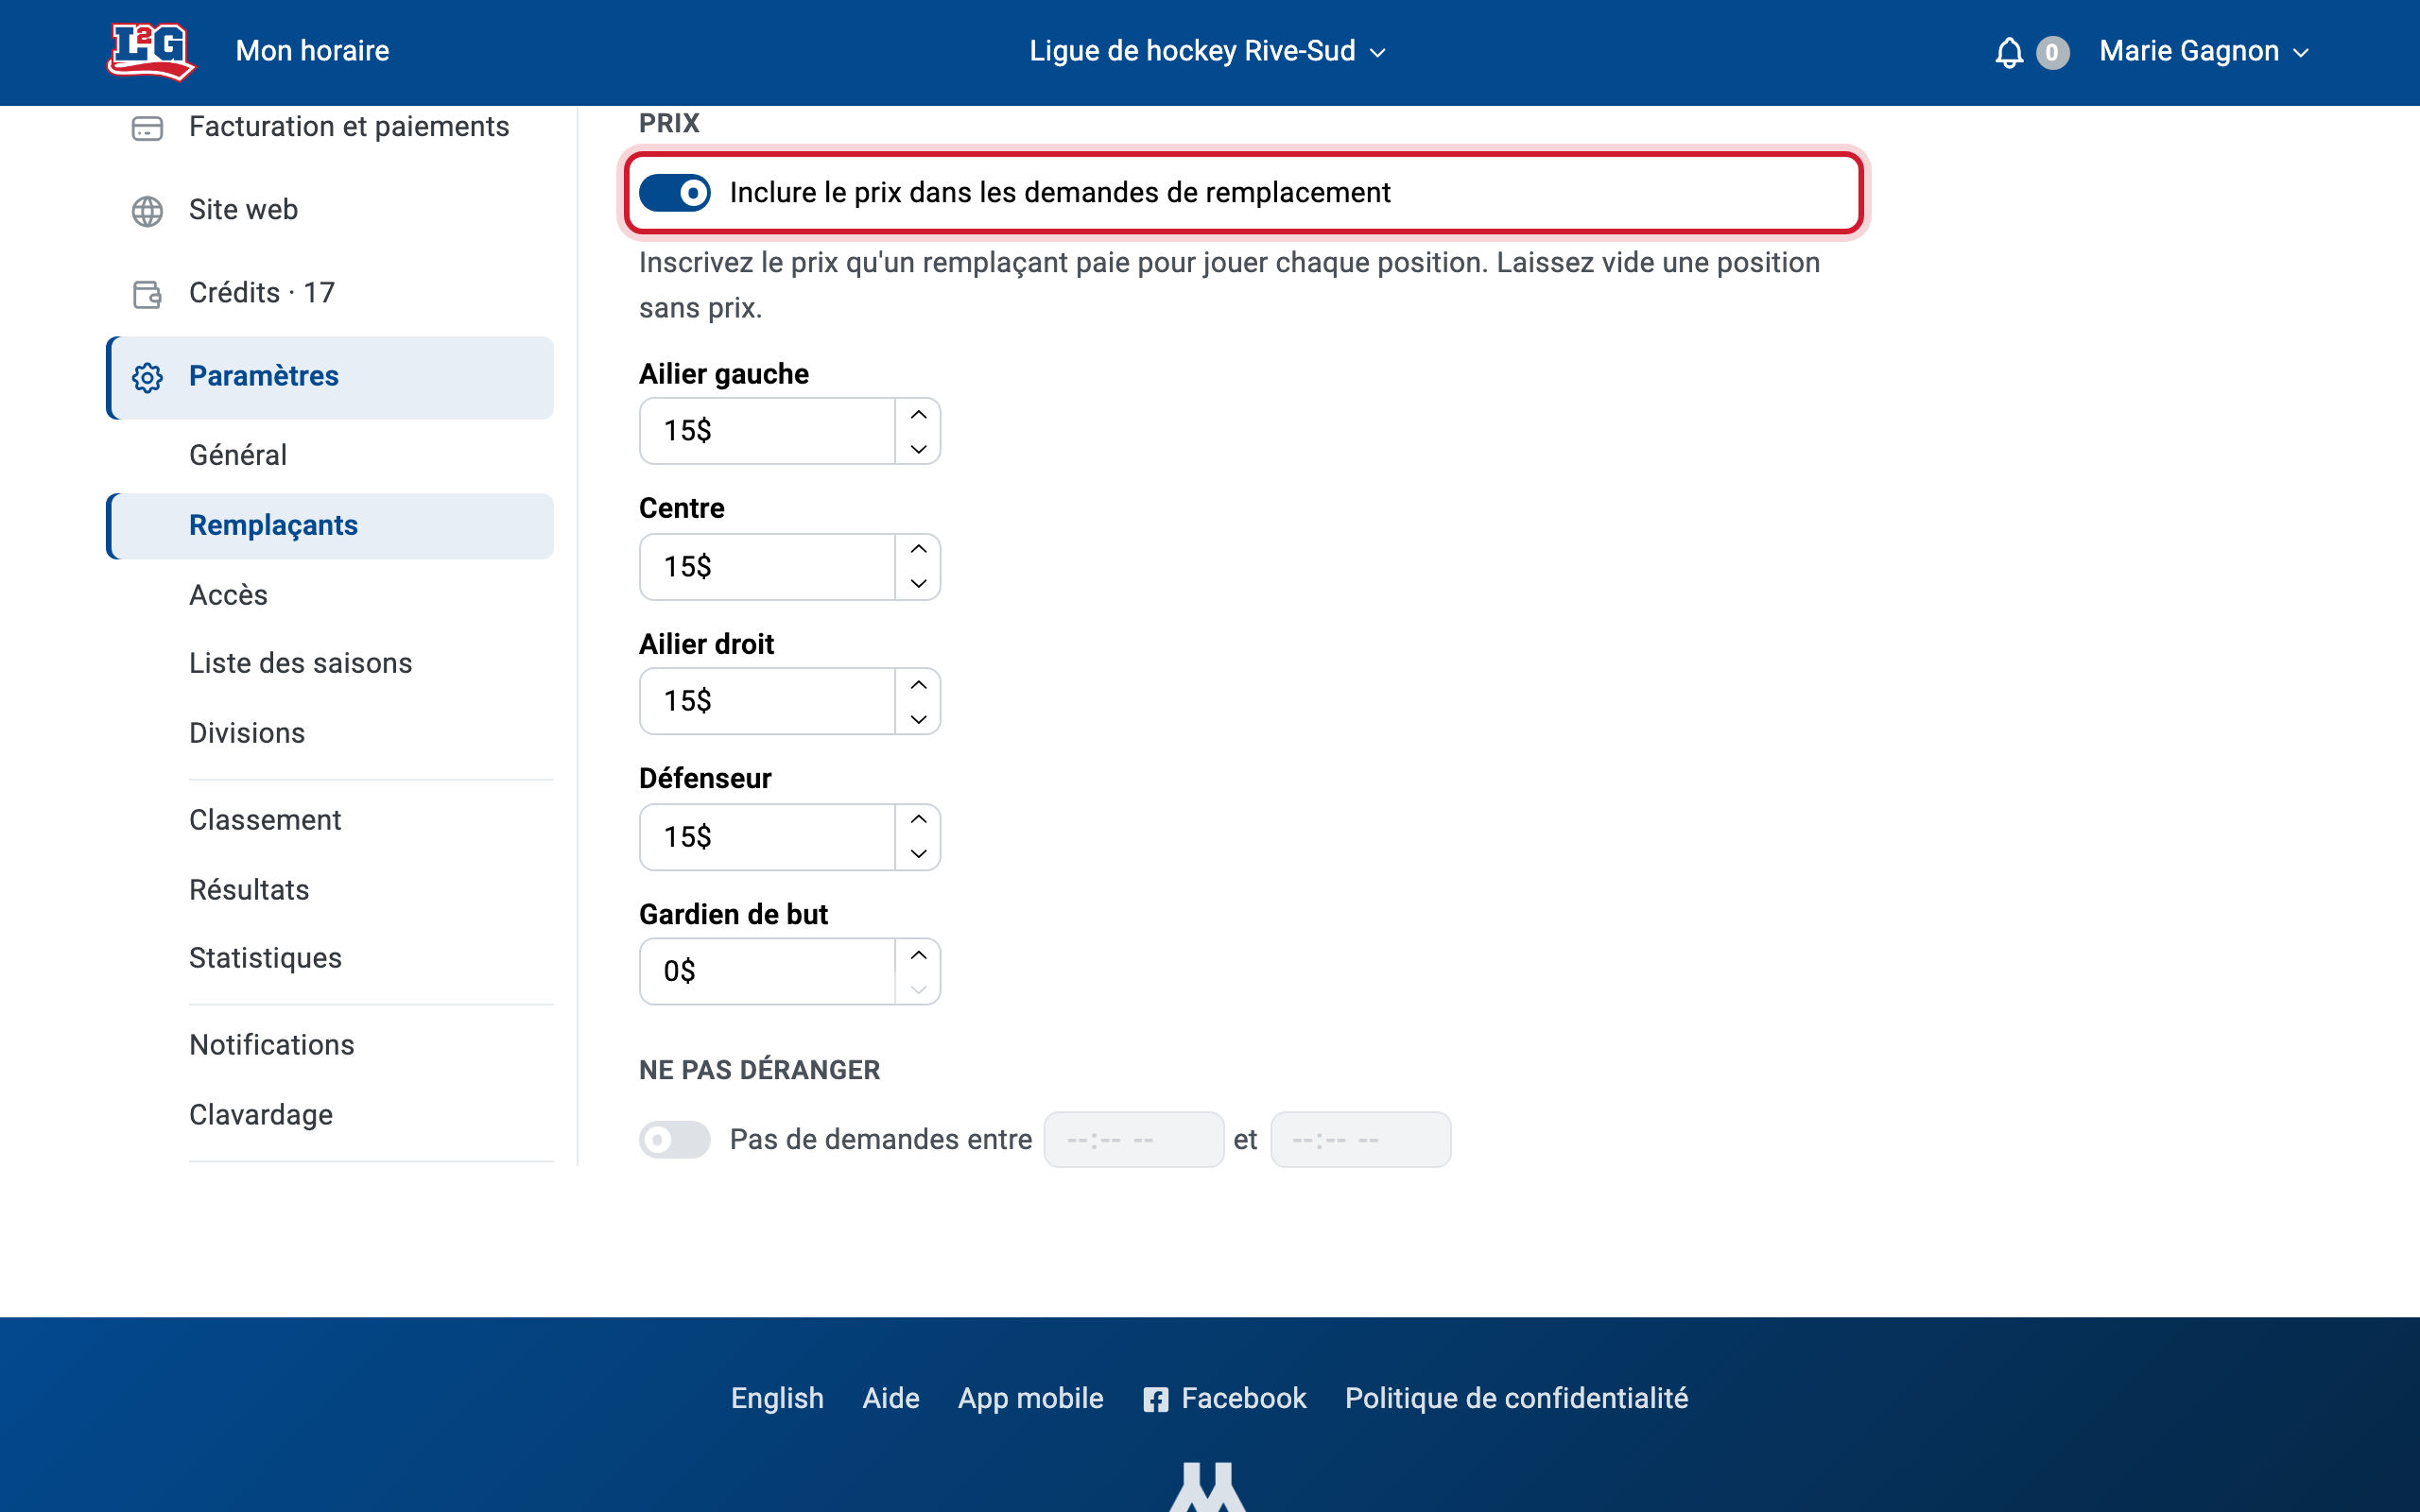 L2G
Mon horaire
Ligue de hockey Rive-Sud
0
Marie Gagnon
Facturation et paiements
Site web
Crédits · 17
Paramètres
Général
Remplaçants
Accès
Liste des saisons
Divisions
Classement
Résultats
Statistiques
Notifications
Clavardage
PRIX
Inclure le prix dans les demandes de remplacement
Inscrivez le prix qu'un remplaçant paie pour jouer chaque position. Laissez vide une position
sans prix.
Ailier gauche
15$
Centre
15$
Ailier droit
15$
Défenseur
15$
Gardien de but
0$
NE PAS DÉRANGER
Pas de demandes entre --:-- -- et --:-- --
English Aide App mobile Facebook Politique de confidentialité